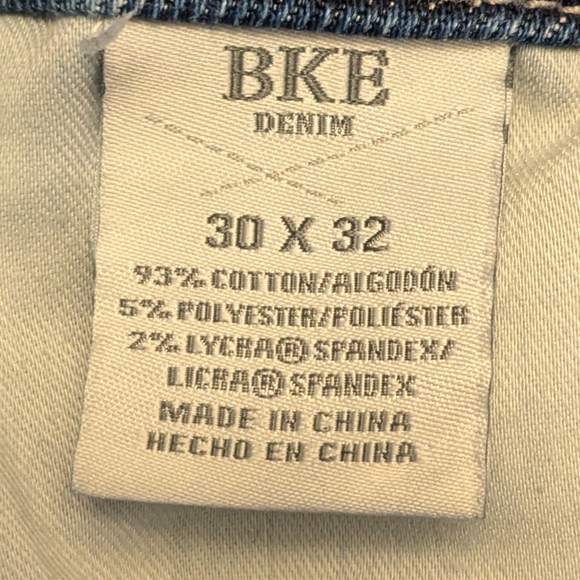 BKE
DENIM
30 X 32
93% COTTON/ALGODÓN
5% POLYESTER/POLIÉSTER
2% LYCRA® SPANDEX/
LICRA® SPANDEX
MADE IN CHINA
HECHO EN CHINA